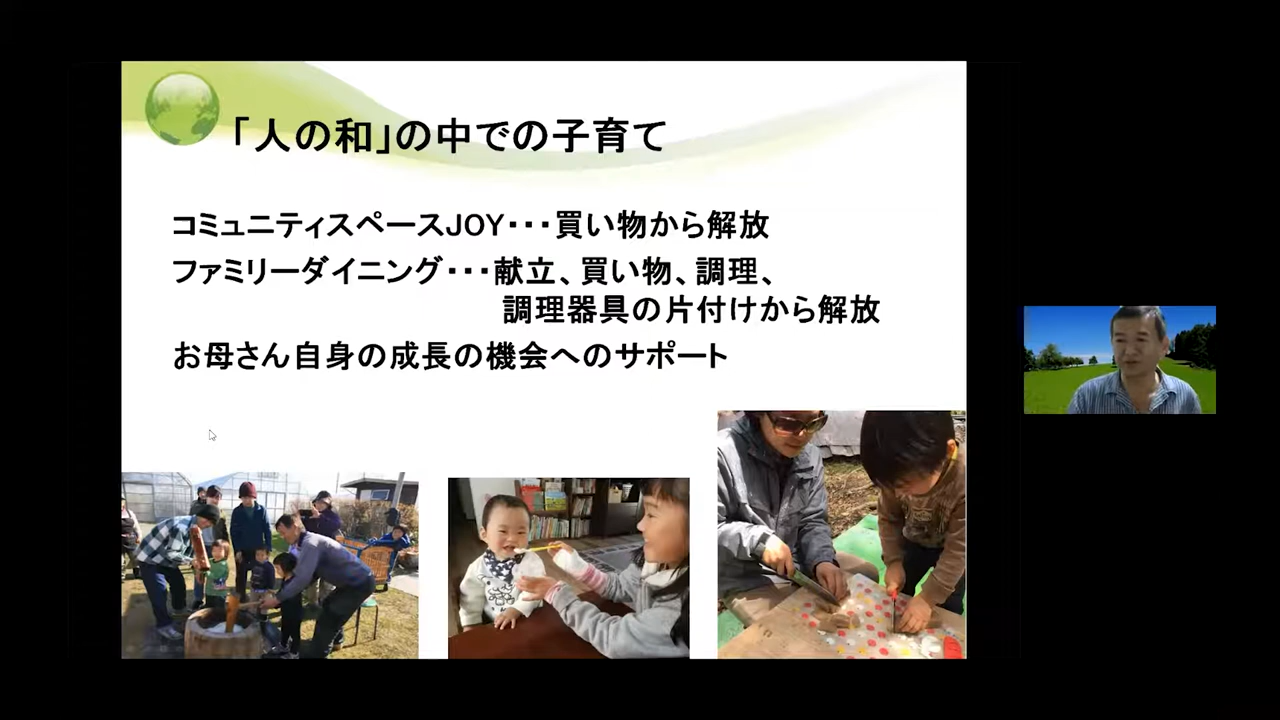 「人の和」の中での子育て
コミュニティスペースJOY・・・買い物から解放
ファミリーダイニング・・・献立、買い物、調理、
調理器具の片付けから解放
お母さん自身の成長の機会へのサポート